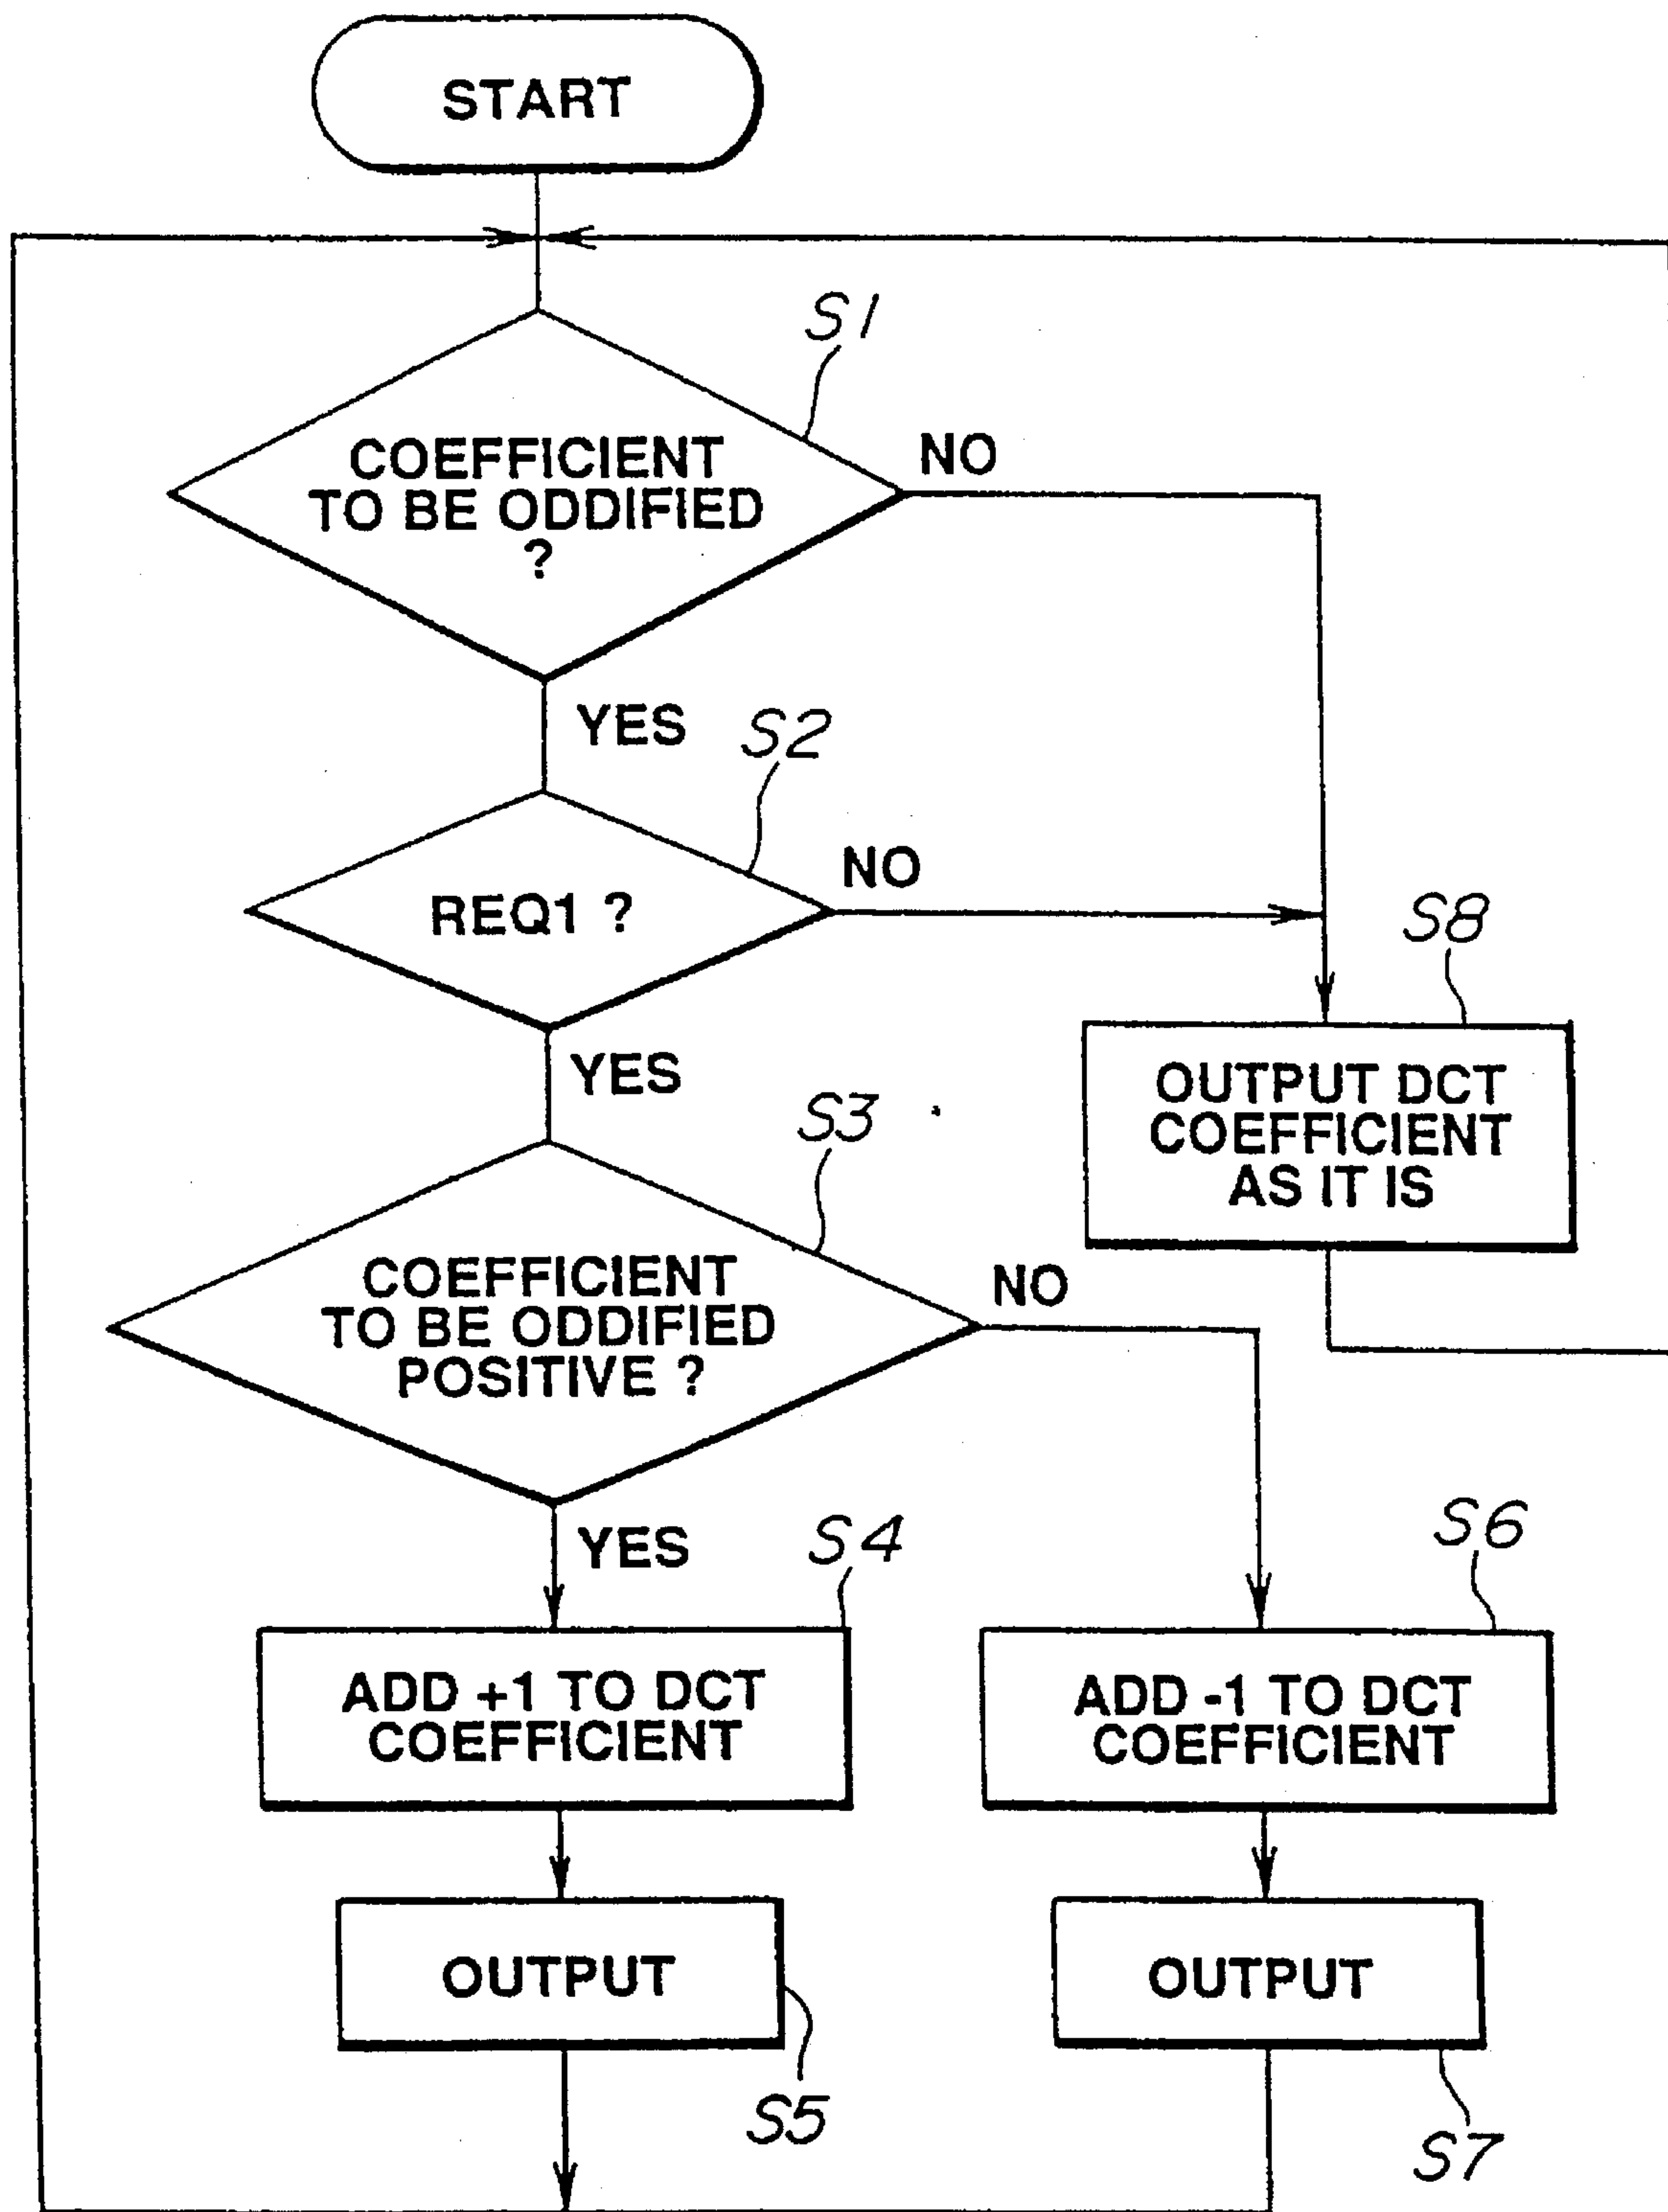 START
S1
COEFFICIENT
TO BE ODDIFIED
?
NO
YES
S2
REQ1 ?
NO
YES
S8
OUTPUT DCT
COEFFICIENT
AS IT IS
S3
COEFFICIENT
TO BE ODDIFIED
POSITIVE ?
NO
YES
S4
ADD +1 TO DCT
COEFFICIENT
S6
ADD -1 TO DCT
COEFFICIENT
OUTPUT
S5
OUTPUT
S7